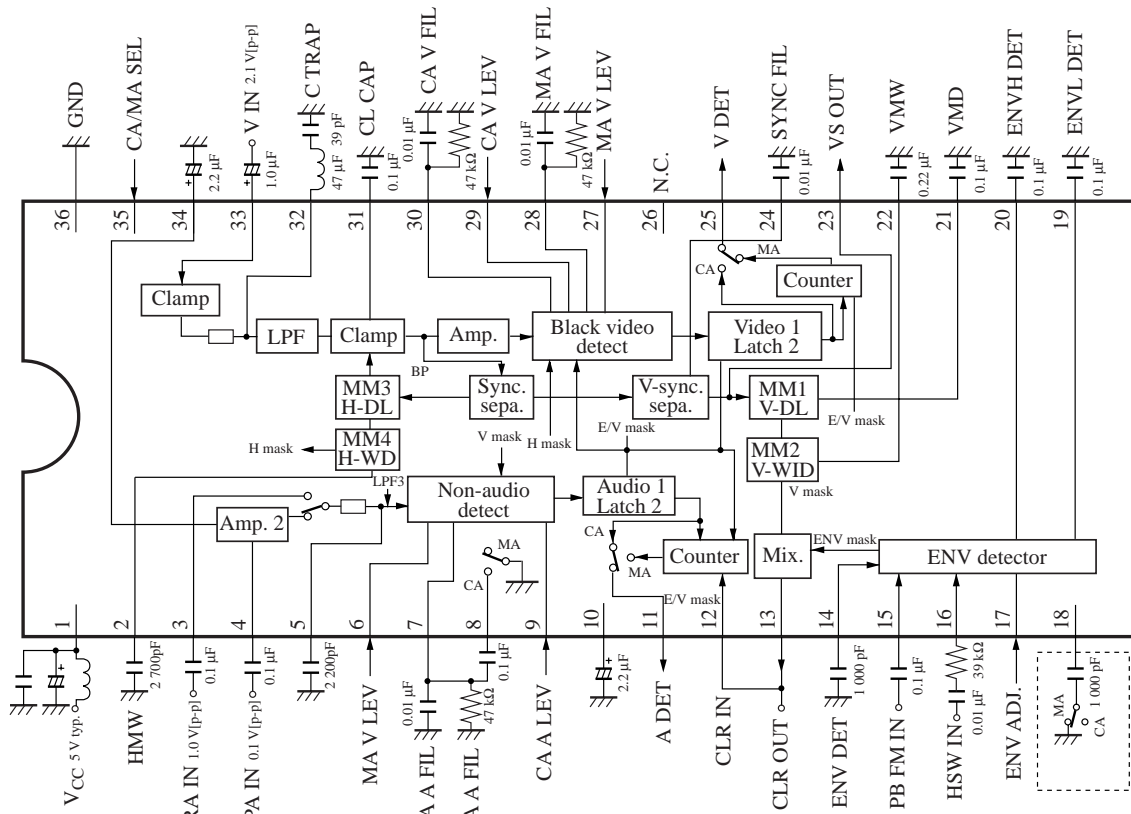 GND
CA/MA SEL
2.2 µF
V IN 2.1 V[p-p]
1.0 µF
C TRAP
39 pF
47 µF
CL CAP
0.1 µF
CA V FIL
0.01 µF
47 kΩ
CA V LEV
MA V FIL
0.01 µF
47 kΩ
MA V LEV
N.C.
V DET
SYNC FIL
0.01 µF
VS OUT
VMW
0.22 µF
VMD
0.1 µF
ENVH DET
0.1 µF
ENVL DET
0.1 µF
36
35
34
33
32
31
30
29
28
27
26
25
24
23
22
21
20
19
MA
CA
Counter
Clamp
LPF
Clamp
Amp.
Black video
detect
Video 1
Latch 2
BP
MM3
H-DL
Sync.
sepa.
V-sync.
sepa.
MM1
V-DL
E/V mask
H mask
MM4
H-WD
V mask
H mask
E/V mask
MM2
V-WID
V mask
LPF3
Non-audio
detect
Audio 1
Latch 2
Amp. 2
MA
CA
CA
MA
Counter
E/V mask
Mix.
ENV mask
ENV detector
1
2
3
4
5
6
7
8
9
10
11
12
13
14
15
16
17
18
VCC 5 V typ.
2 700pF
HMW
0.1 µF
RA IN 1.0 V[p-p]
0.1 µF
PA IN 0.1 V[p-p]
2 200pF
MA V LEV
0.01 µF
A A FIL
0.1 µF
47 kΩ
A A FIL
CA A LEV
2.2 µF
A DET
CLR IN
CLR OUT
1 000 pF
ENV DET
0.1 µF
PB FM IN
39 kΩ
0.01 µF
HSW IN
ENV ADJ.
1 000 pF
MA
CA